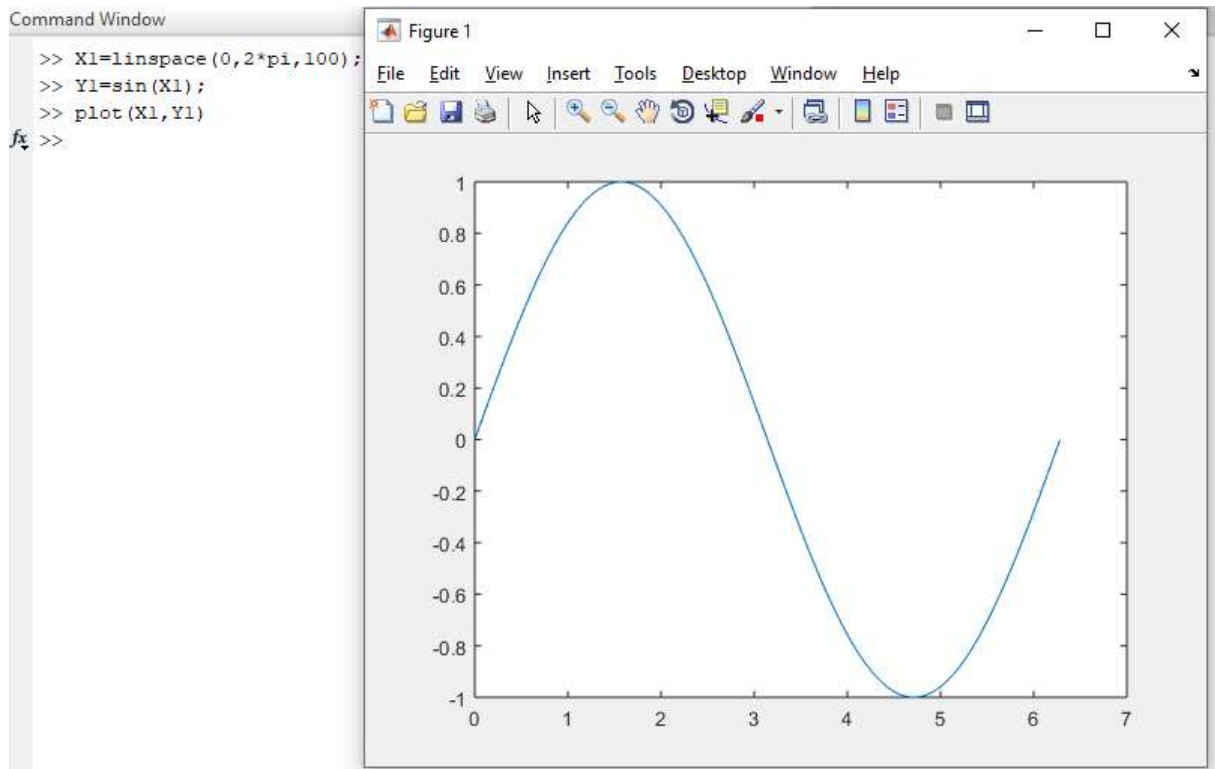 Command Window
>> X1=linspace(0,2*pi,100);
>> Y1=sin(X1);
>> plot(X1,Y1)
fx >>
Figure 1
File Edit View Insert Tools Desktop Window Help
1
0.8
0.6
0.4
0.2
0
-0.2
-0.4
-0.6
-0.8
-1
0 1 2 3 4 5 6 7